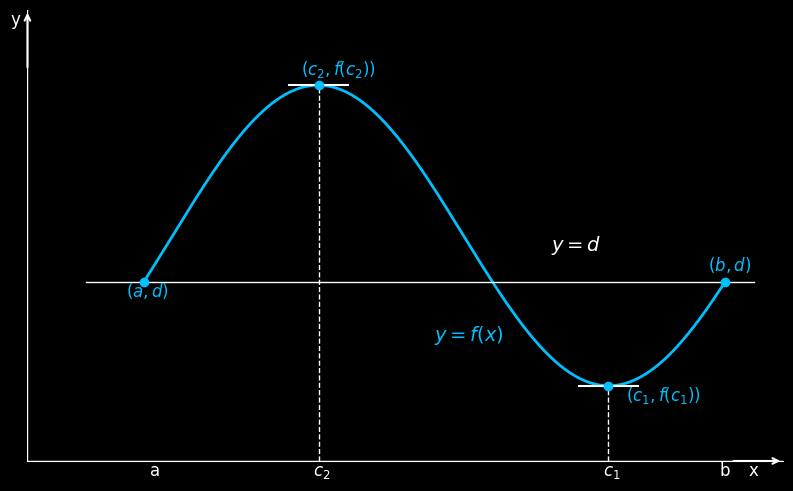 y
(c₂, f(c₂))
y = d
(b, d)
(a, d)
y = f(x)
(c₁, f(c₁))
a
c₂
c₁
b
x